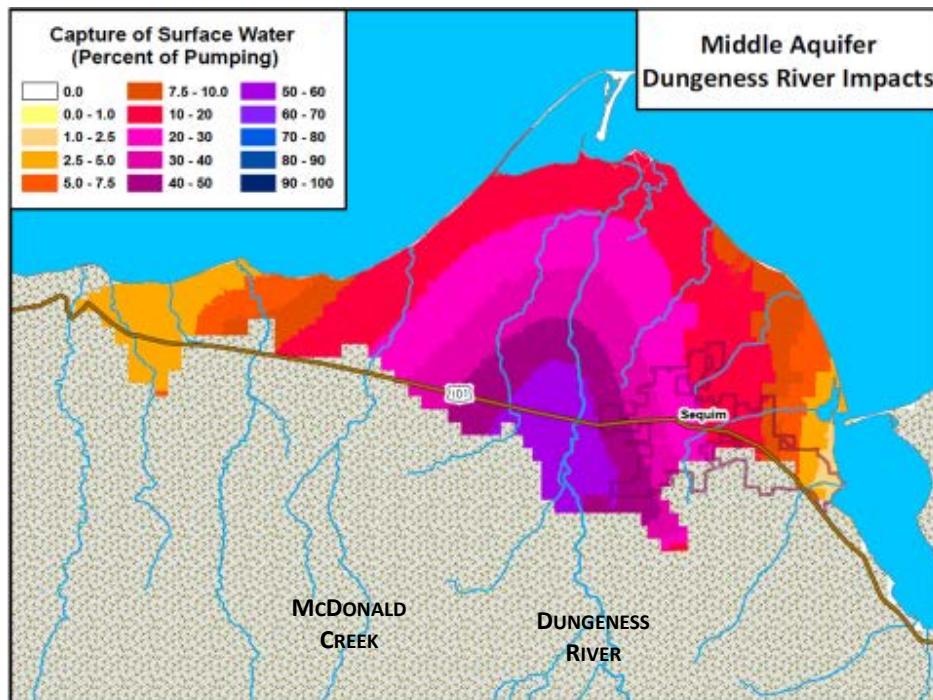 Capture of Surface Water
(Percent of Pumping)
0.0
0.0 - 1.0
1.0 - 2.5
2.5 - 5.0
5.0 - 7.5
7.5 - 10.0
10 - 20
20 - 30
30 - 40
40 - 50
50 - 60
60 - 70
70 - 80
80 - 90
90 - 100
Middle Aquifer
Dungeness River Impacts
101
Sequim
MCDONALD
CREEK
DUNGENESS
RIVER